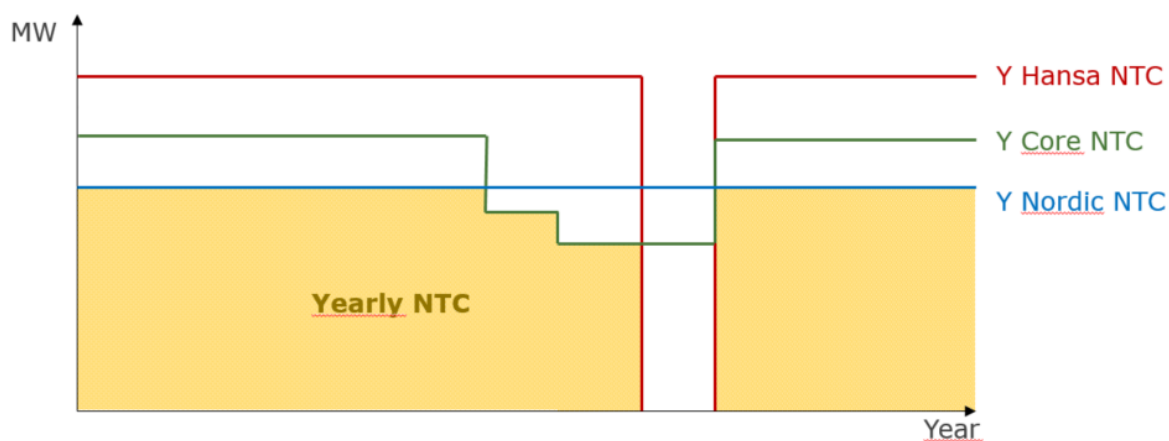 MW
Y Hansa NTC
Y Core NTC
Y Nordic NTC
Yearly NTC
Year